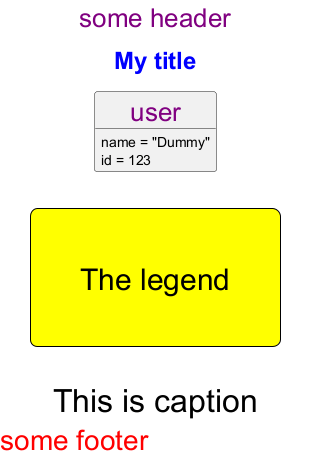 some header
My title
user
name = "Dummy"
id = 123
The legend
This is caption
some footer